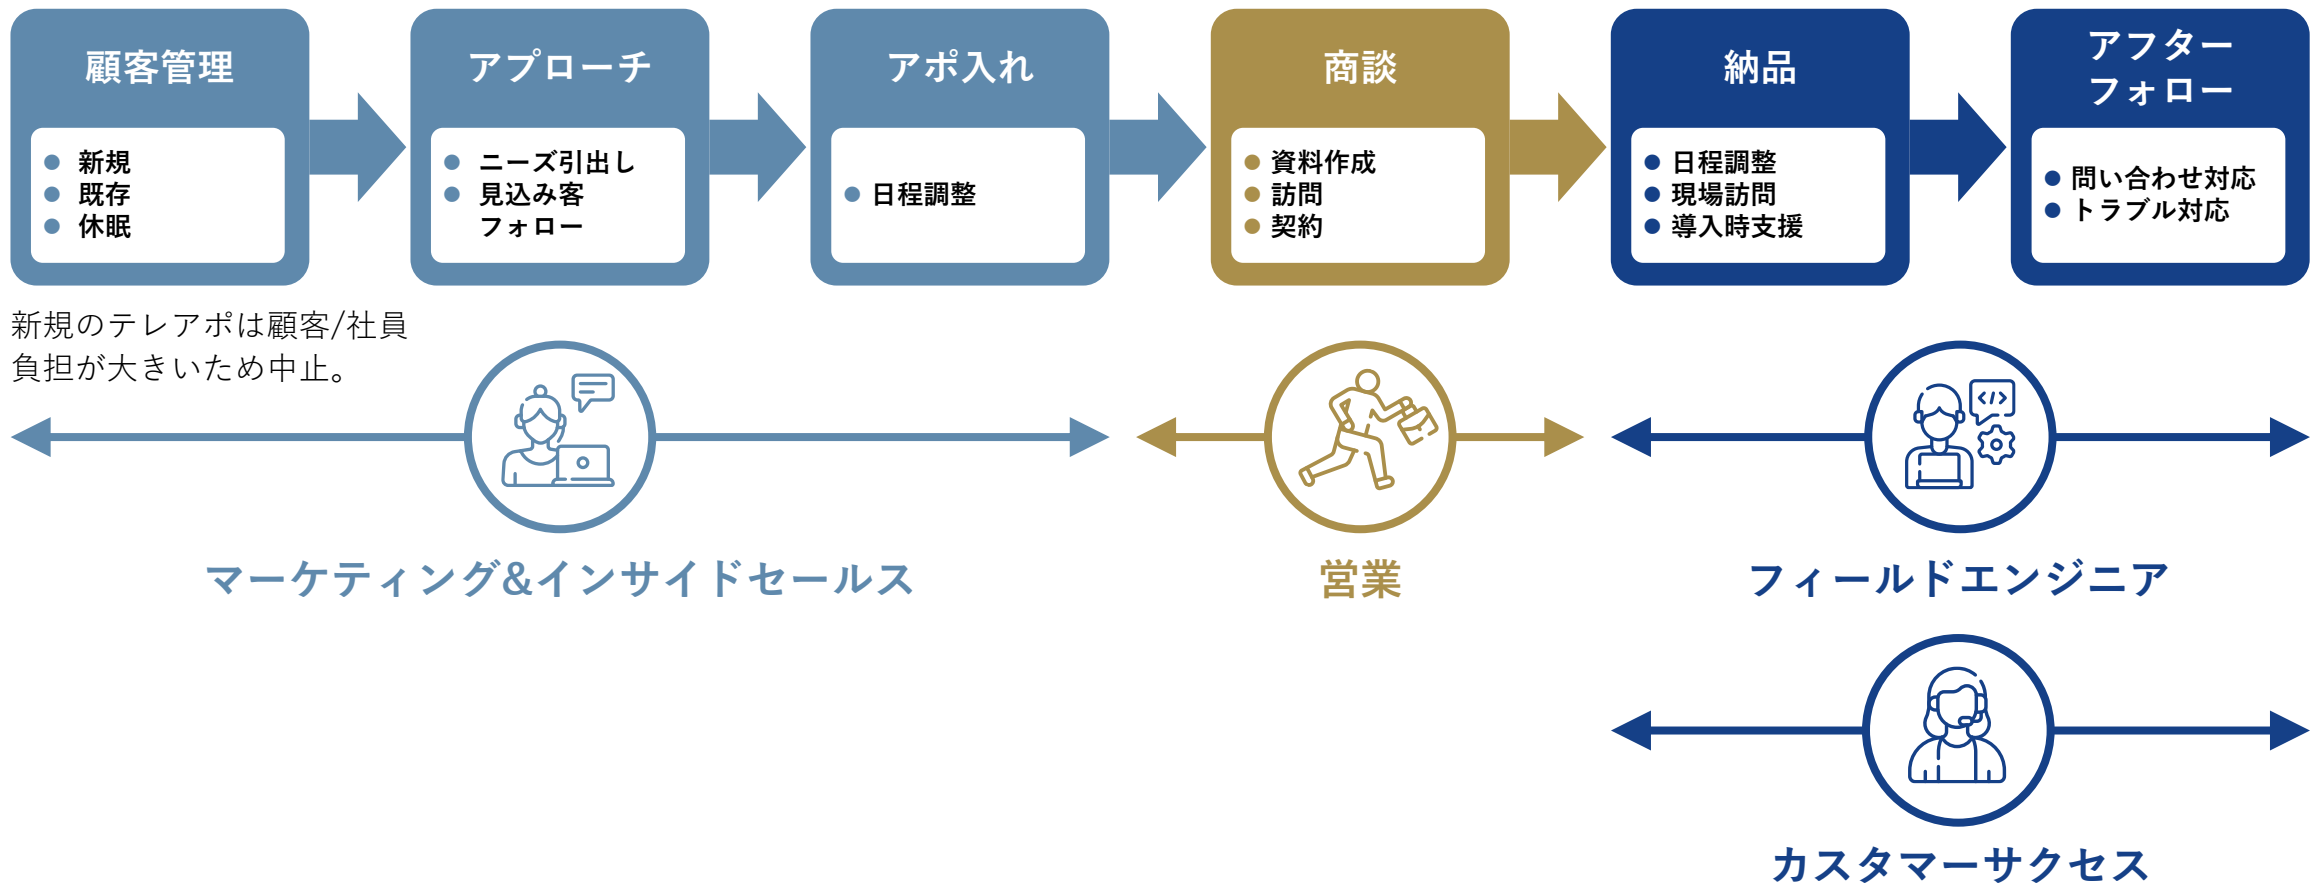 顧客管理
新規
既存
休眠
アプローチ
ニーズ引出し
見込み客
フォロー
アポ入れ
日程調整
商談
資料作成
訪問
契約
納品
日程調整
現場訪問
導入時支援
アフター
フォロー
問い合わせ対応
トラブル対応
新規のテレアポは顧客/社員
負担が大きいため中止。
マーケティング&インサイドセールス
営業
フィールドエンジニア
カスタマーサクセス